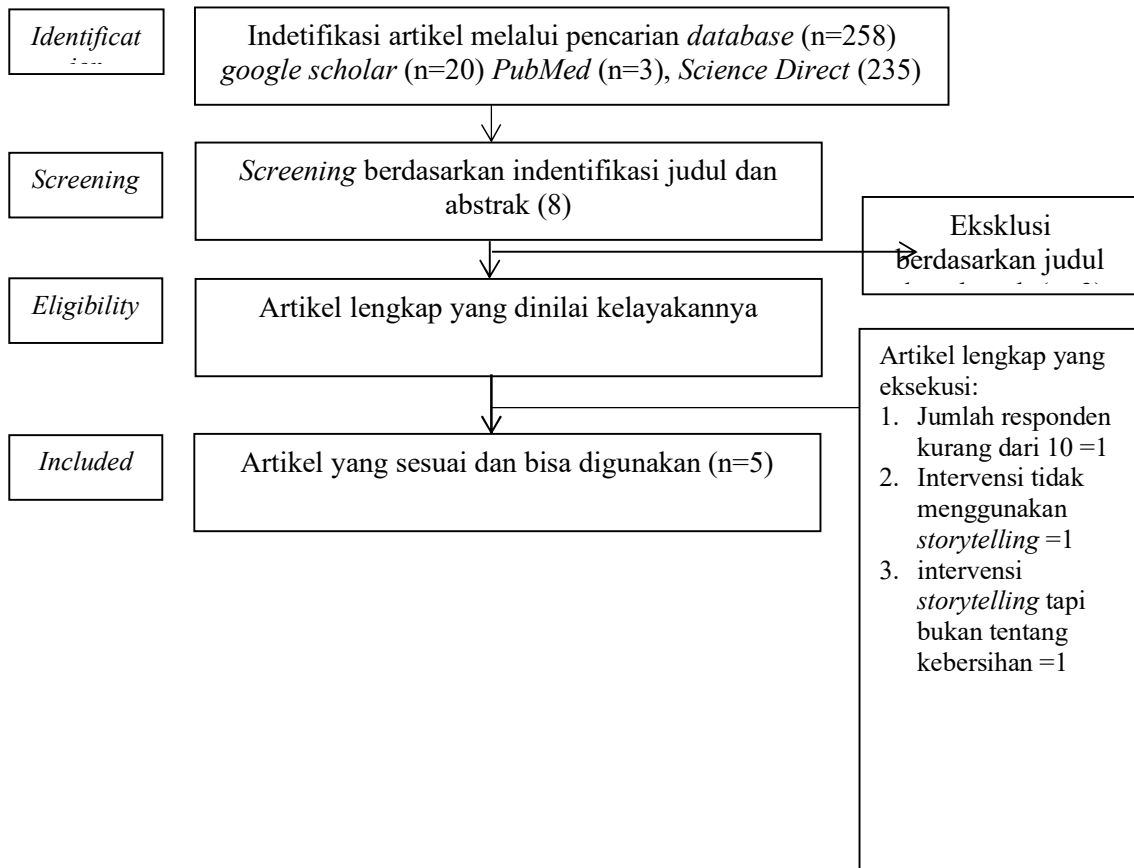 Identificat
Indetifikasi artikel melalui pencarian database (n=258)
google scholar (n=20) PubMed (n=3), Science Direct (235)
Screening
Screening berdasarkan indentifikasi judul dan
abstrak (8)
Eksklusi
berdasarkan judul
Eligibility
Artikel lengkap yang dinilai kelayakannya
Artikel lengkap yang
eksekusi:
1. Jumlah responden
kurang dari 10 =1
2. Intervensi tidak
menggunakan
storytelling =1
3. intervensi
storytelling tapi
bukan tentang
kebersihan =1
Included
Artikel yang sesuai dan bisa digunakan (n=5)